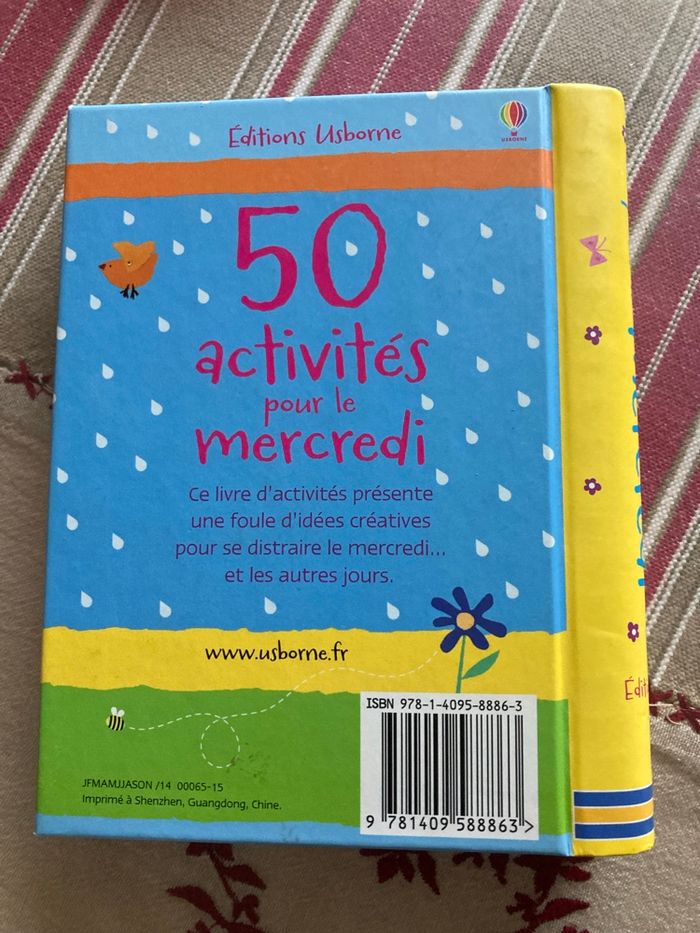 Éditions Usborne
USBORNE
50
activités
pour le
mercredi
Ce livre d'activités présente
une foule d'idées créatives
pour se distraire le mercredi...
et les autres jours.
www.usborne.fr
ISBN 978-1-4095-8886-3
9 781409 588863>
JFMAMJJASON /14 00065-15
Imprimé à Shenzhen, Guangdong, Chine.
mercredi